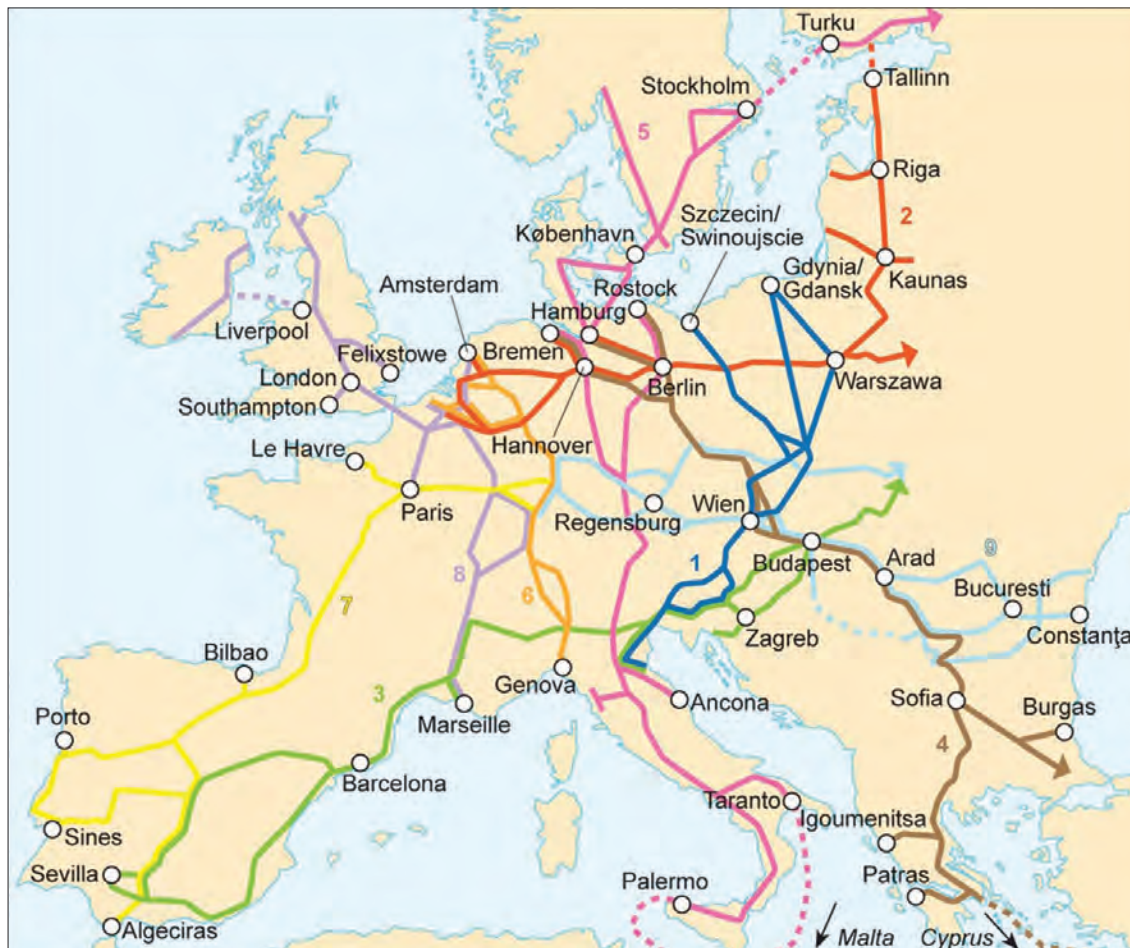 Turku
Tallinn
Stockholm
5
Riga
2
Szczecin/
Swinoujscie
København
Kaunas
Gdynia/
Gdansk
Amsterdam
Rostock
Hamburg
Liverpool
Bremen
Felixstowe
London
Berlin
Warszawa
Southampton
Hannover
Le Havre
Paris
Regensburg
Wien
Budapest
Arad
9
1
8
6
7
Bucuresti
Zagreb
Constanţa
Bilbao
Genova
3
Marseille
Ancona
Sofia
Burgas
Porto
4
Barcelona
Taranto
Igoumenitsa
Sines
Sevilla
Palermo
Patras
Algeciras
Malta
Cyprus